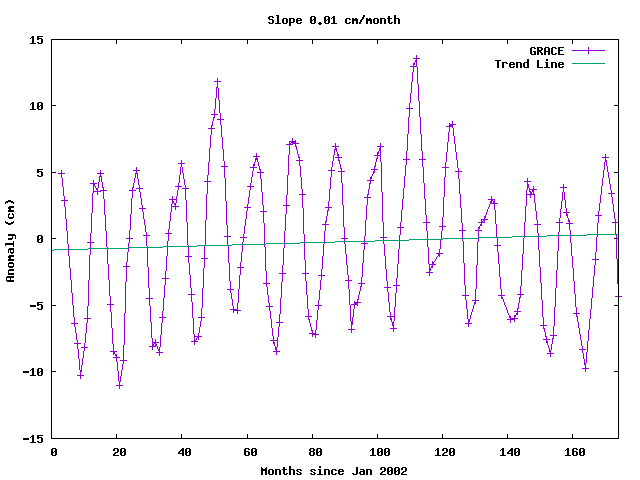 Slope 0.01 cm/month
GRACE
Trend Line
15
10
5
0
-5
-10
-15
Anomaly (cm)
0 20 40 60 80 100 120 140 160
Months since Jan 2002